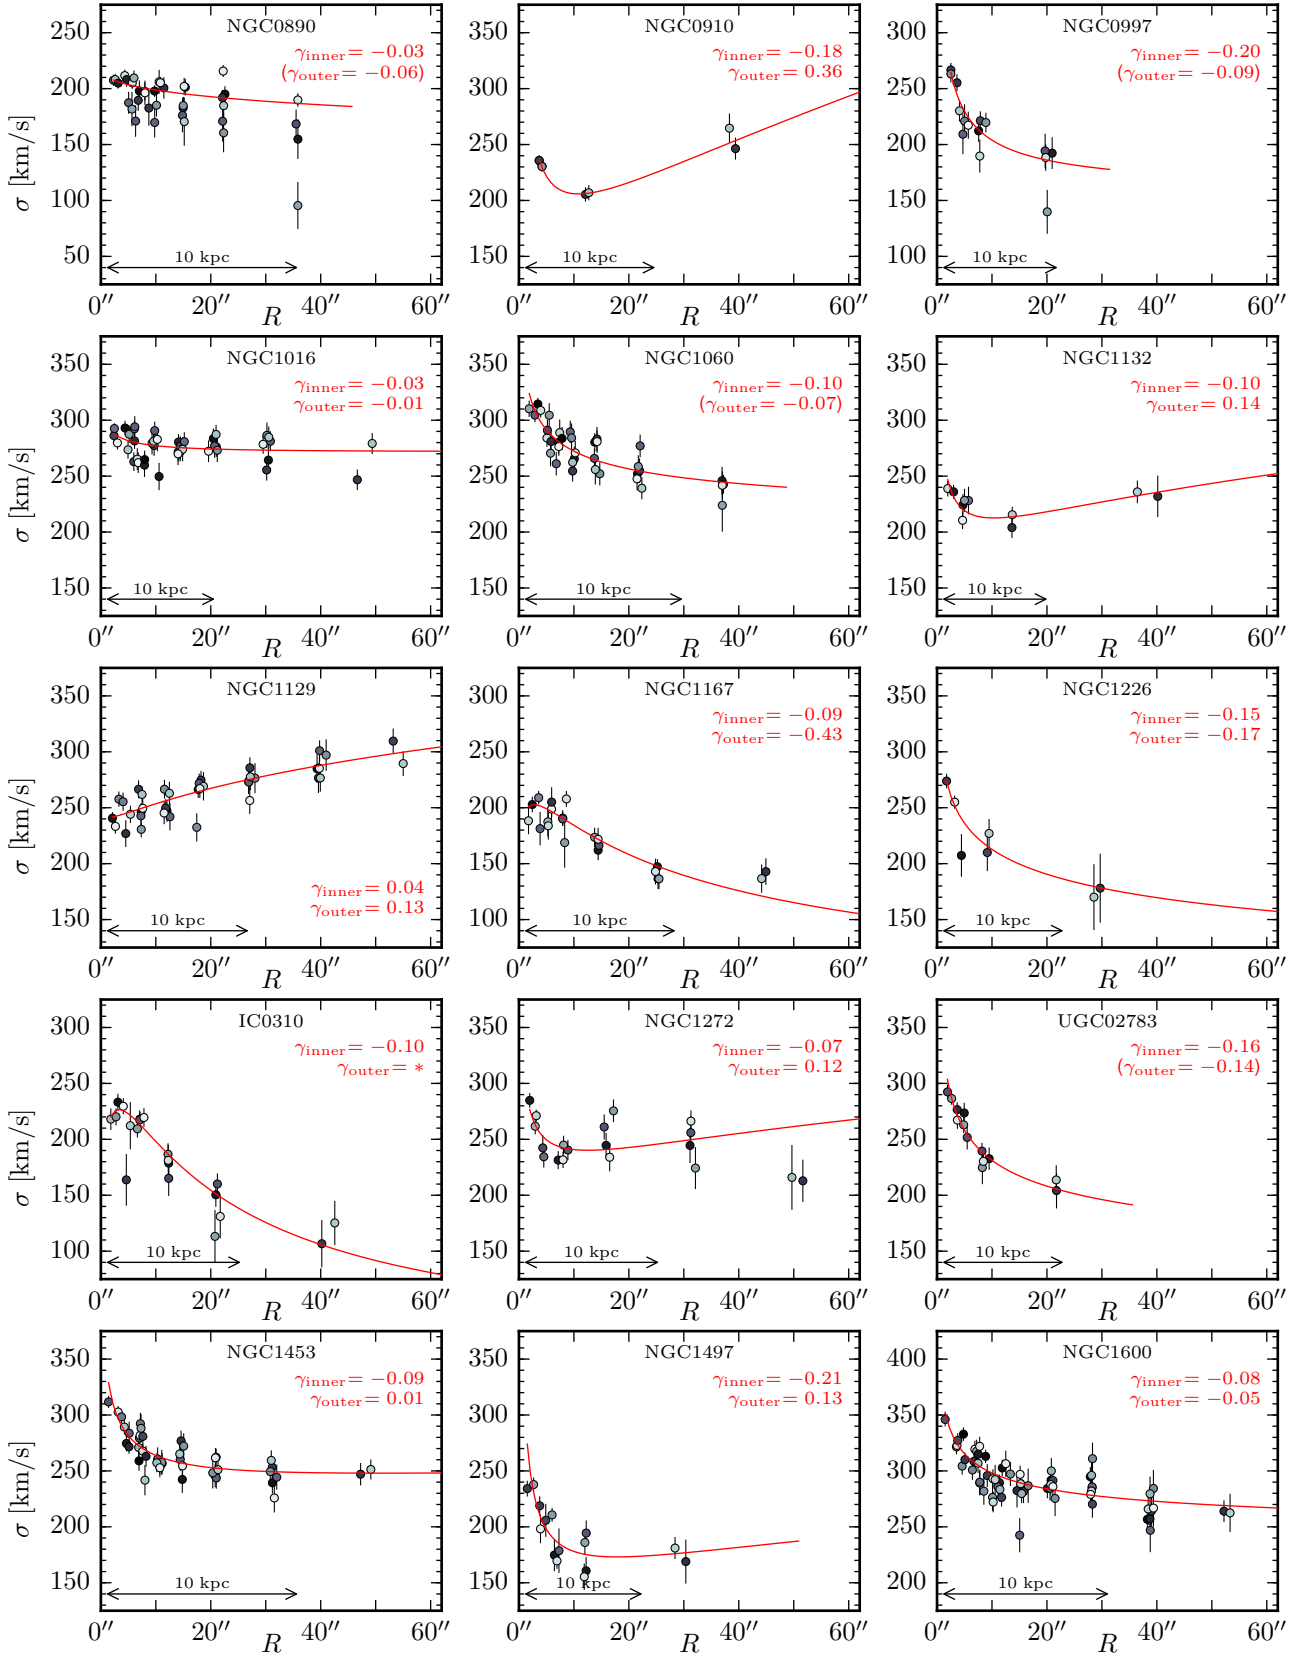 NGC0890
γinner= −0.03
(γouter= −0.06)
250
200
150
100
50
σ [km/s]
10 kpc
0′′ 20′′ 40′′ 60′′
R
NGC0910
γinner= −0.18
γouter= 0.36
350
300
250
200
150
10 kpc
0′′ 20′′ 40′′ 60′′
R
NGC0997
γinner= −0.20
(γouter= −0.09)
300
250
200
150
100
10 kpc
0′′ 20′′ 40′′ 60′′
R
NGC1016
γinner= −0.03
γouter= −0.01
350
300
250
200
150
σ [km/s]
10 kpc
0′′ 20′′ 40′′ 60′′
R
NGC1060
γinner= −0.10
(γouter= −0.07)
350
300
250
200
150
10 kpc
0′′ 20′′ 40′′ 60′′
R
NGC1132
γinner= −0.10
γouter= 0.14
350
300
250
200
150
10 kpc
0′′ 20′′ 40′′ 60′′
R
NGC1129
350
300
250
200
150
σ [km/s]
γinner= 0.04
γouter= 0.13
10 kpc
0′′ 20′′ 40′′ 60′′
R
NGC1167
γinner= −0.09
γouter= −0.43
300
250
200
150
100
10 kpc
0′′ 20′′ 40′′ 60′′
R
NGC1226
γinner= −0.15
γouter= −0.17
350
300
250
200
150
10 kpc
0′′ 20′′ 40′′ 60′′
R
IC0310
γinner= −0.10
γouter= ∗
300
250
200
150
100
σ [km/s]
10 kpc
0′′ 20′′ 40′′ 60′′
R
NGC1272
γinner= −0.07
γouter= 0.12
350
300
250
200
150
10 kpc
0′′ 20′′ 40′′ 60′′
R
UGC02783
γinner= −0.16
(γouter= −0.14)
350
300
250
200
150
10 kpc
0′′ 20′′ 40′′ 60′′
R
NGC1453
γinner= −0.09
γouter= 0.01
350
300
250
200
150
σ [km/s]
10 kpc
0′′ 20′′ 40′′ 60′′
R
NGC1497
γinner= −0.21
γouter= 0.13
350
300
250
200
150
10 kpc
0′′ 20′′ 40′′ 60′′
R
NGC1600
γinner= −0.08
γouter= −0.05
400
350
300
250
200
10 kpc
0′′ 20′′ 40′′ 60′′
R